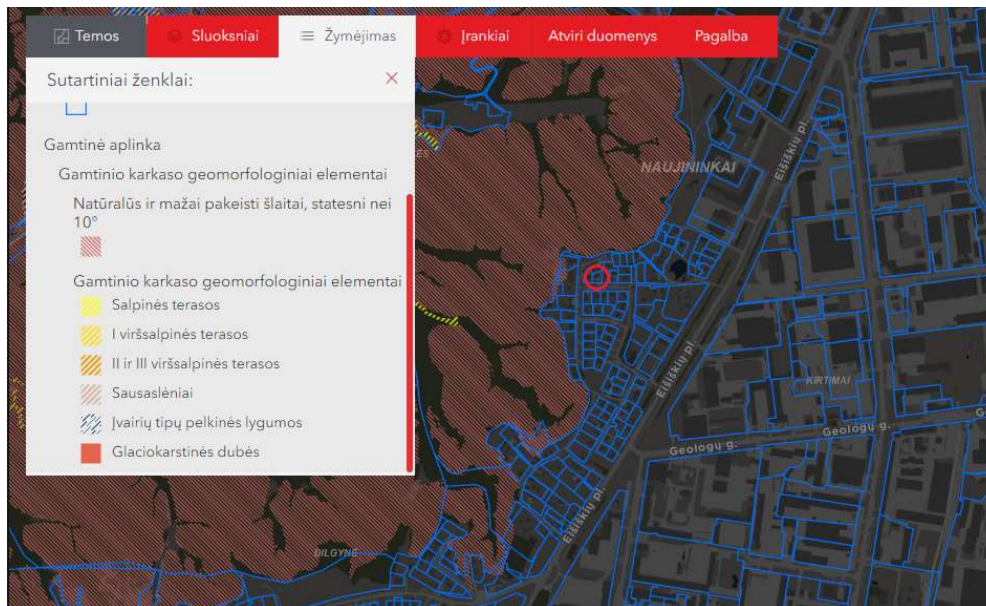 Temos
Sluoksniai
Žymėjimas
Įrankiai
Atviri duomenys
Pagalba
Sutartiniai ženklai:
Gamtinė aplinka
Gamtinio karkaso geomorfologiniai elementai
Natūralūs ir mažai pakeisti šlaitai, statesni nei
10°
Gamtinio karkaso geomorfologiniai elementai
Salpinės terasos
I viršsalpinės terasos
II ir III viršsalpinės terasos
Sausaslėniai
Įvairių tipų pelkinės lygumos
Glaciokarstinės dubės
NAUJININKAI
Eišiškių pl.
Eišiškių pl.
KIRTIMAI
Geologų g.
Geologų g.
Eišiškių pl.
DILGYNĖ